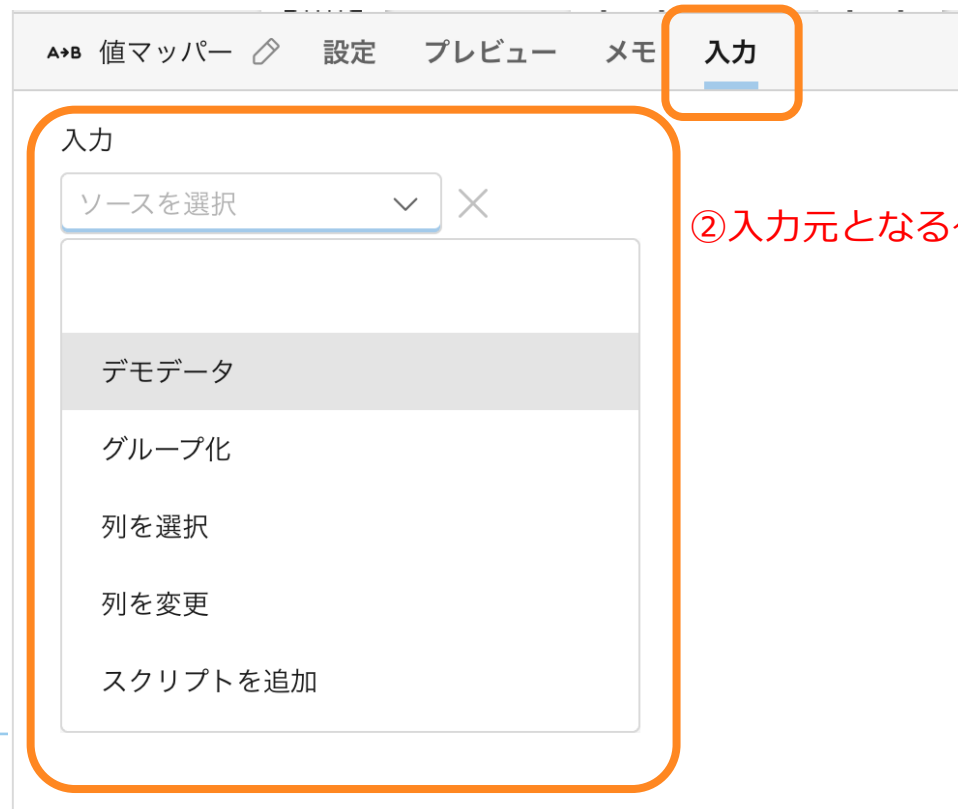 A→B 値マッパー 設定 プレビュー メモ 入力
入力
ソースを選択
②入力元となる
デモデータ
グループ化
列を選択
列を変更
スクリプトを追加